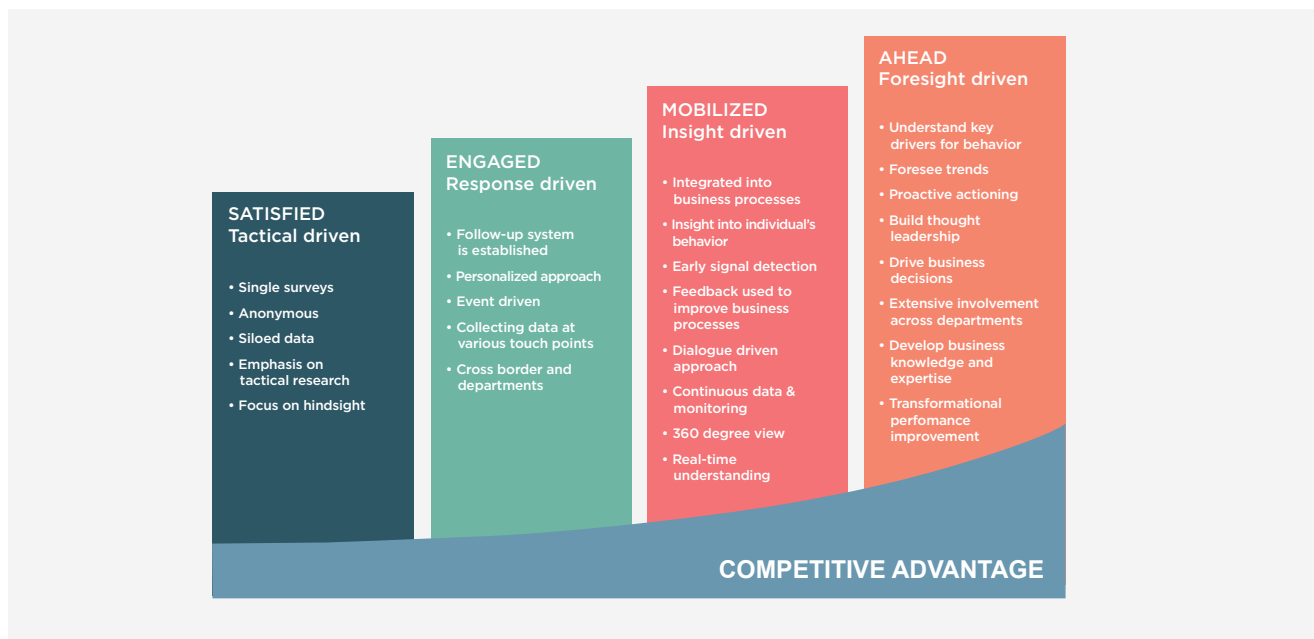 SATISFIED
Tactical driven
• Single surveys
• Anonymous
• Siloed data
• Emphasis on
tactical research
• Focus on hindsight
ENGAGED
Response driven
• Follow-up system
is established
• Personalized approach
• Event driven
• Collecting data at
various touch points
• Cross border and
departments
MOBILIZED
Insight driven
• Integrated into
business processes
• Insight into individual's
behavior
• Early signal detection
• Feedback used to
improve business
processes
• Dialogue driven
approach
• Continuous data &
monitoring
• 360 degree view
• Real-time
understanding
AHEAD
Foresight driven
• Understand key
drivers for behavior
• Foresee trends
• Proactive actioning
• Build thought
leadership
• Drive business
decisions
• Extensive involvement
across departments
• Develop business
knowledge and
expertise
• Transformational
perfomance
improvement
COMPETITIVE ADVANTAGE